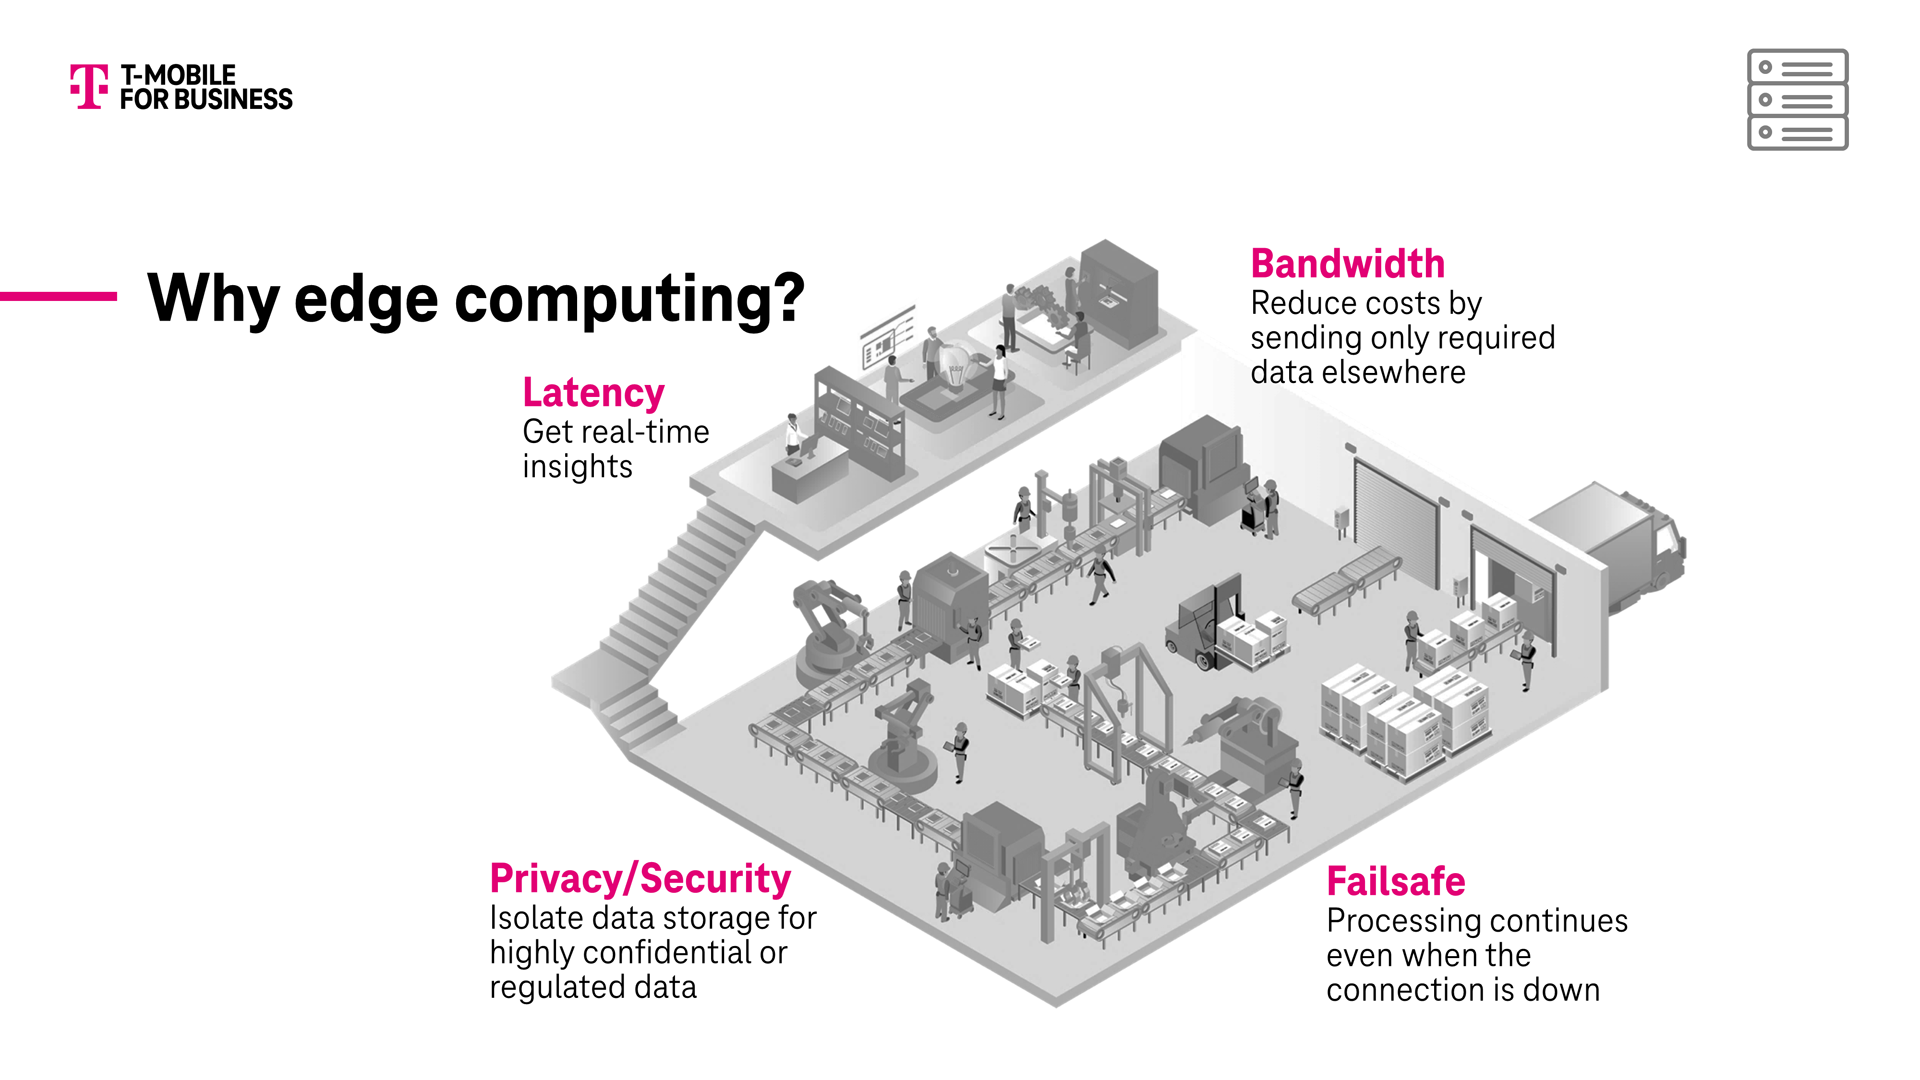 T-MOBILE
FOR BUSINESS
Why edge computing?
Latency
Get real-time
insights
Bandwidth
Reduce costs by
sending only required
data elsewhere
Privacy/Security
Isolate data storage for
highly confidential or
regulated data
Failsafe
Processing continues
even when the
connection is down